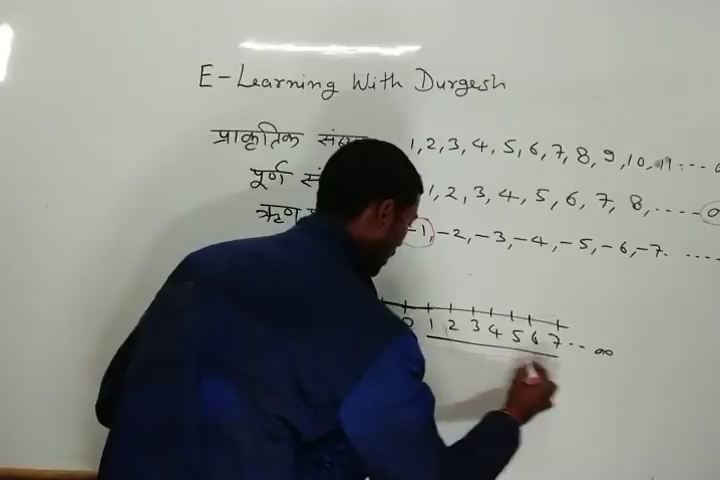 E-Learning With Durgesh
प्राकृतिक 1, 2, 3, 4, 5, 6, 7, 8, 9, 10, 11 ....
पूर्ण 1, 2, 3, 4, 5, 6, 7, 8, ....
ऋण -1, -2, -3, -4, -5, -6, -7. ....
0 1 2 3 4 5 6 7 .. ∞